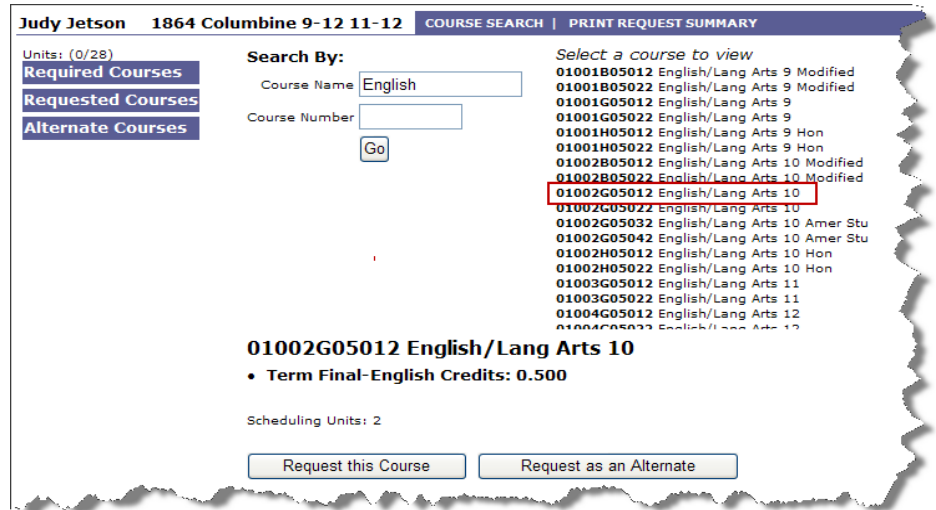 Judy Jetson 1864 Columbine 9-12 11-12 COURSE SEARCH | PRINT REQUEST SUMMARY
Units: (0/28)
Required Courses
Requested Courses
Alternate Courses
Search By:
Course Name English
Course Number
Go
Select a course to view
01001B05012 English/Lang Arts 9 Modified
01001B05022 English/Lang Arts 9 Modified
01001G05012 English/Lang Arts 9
01001G05022 English/Lang Arts 9
01001H05012 English/Lang Arts 9 Hon
01001H05022 English/Lang Arts 9 Hon
01002B05012 English/Lang Arts 10 Modified
01002B05022 English/Lang Arts 10 Modified
01002G05012 English/Lang Arts 10
01002G05022 English/Lang Arts 10
01002G05032 English/Lang Arts 10 Amer Stu
01002G05042 English/Lang Arts 10 Amer Stu
01002H05012 English/Lang Arts 10 Hon
01002H05022 English/Lang Arts 10 Hon
01003G05012 English/Lang Arts 11
01003G05022 English/Lang Arts 11
01004G05012 English/Lang Arts 12
01004G05022 English/Lang Arts 12
01002G05012 English/Lang Arts 10
• Term Final-English Credits: 0.500
Scheduling Units: 2
Request this Course Request as an Alternate